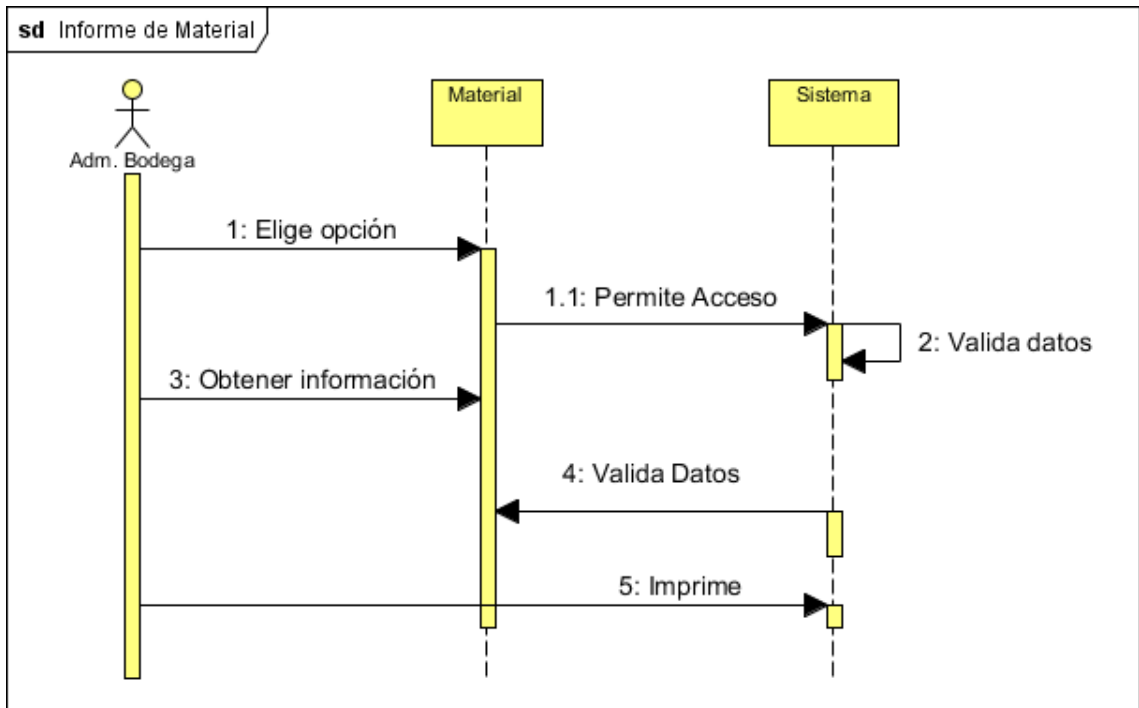 sd Informe de Material
Adm. Bodega
Material
Sistema
1: Elige opción
1.1: Permite Acceso
2: Valida datos
3: Obtener información
4: Valida Datos
5: Imprime